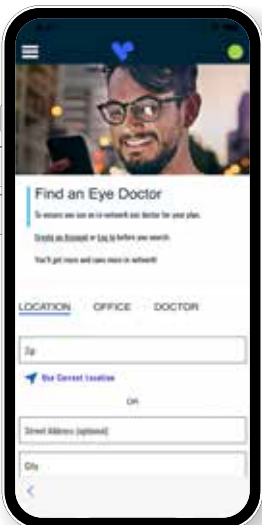 Find an Eye Doctor
To ensure you see an in-network eye doctor for your plan,
Create an Account or Log in before you search.
You'll get more and save more in network!
LOCATION OFFICE DOCTOR
Zip
Use Current Location
OR
Street Address (optional)
City